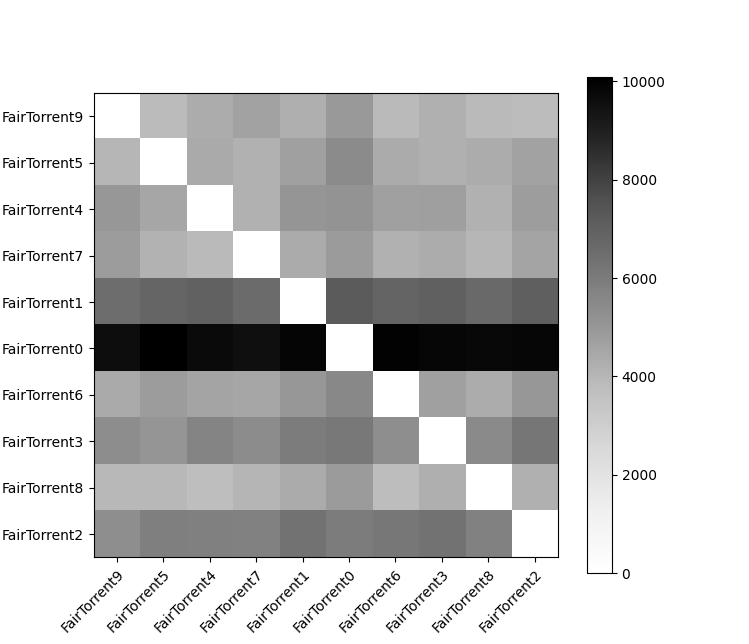 FairTorrent9
FairTorrent5
FairTorrent4
FairTorrent7
FairTorrent1
FairTorrent0
FairTorrent6
FairTorrent3
FairTorrent8
FairTorrent2
FairTorrent9 FairTorrent5 FairTorrent4 FairTorrent7 FairTorrent1 FairTorrent0 FairTorrent6 FairTorrent3 FairTorrent8 FairTorrent2
10000
8000
6000
4000
2000
0